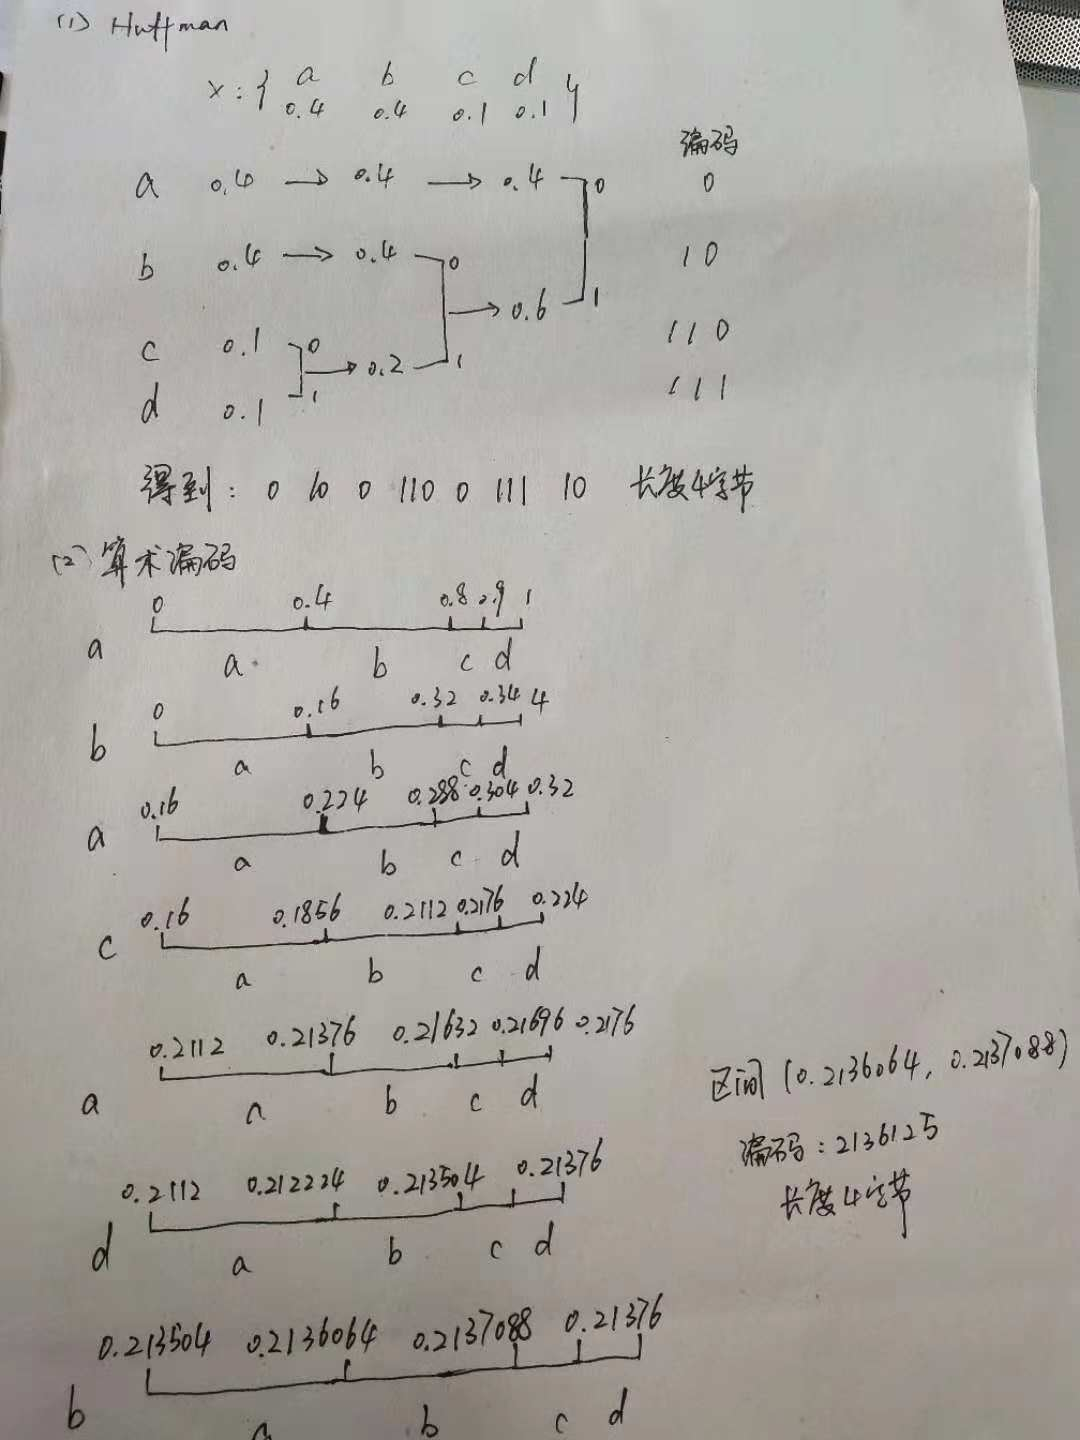 (1) Huffman
a b c d
x:{ 0.4 0.4 0.1 0.1 }
编码
a 0.4 → 0.4 → 0.4 0 0
b 0.4 → 0.4 0 10
→ 0.6 1
c 0.1 0 110
→ 0.2 1
d 0.1 1 111
得到: 0 10 0 110 0 111 10 长度4字节
(2) 算术编码
0 0.4 0.8 0.9 1
a a b c d
0 0.16 0.32 0.34 4
b a b c d
0.16 0.224 0.288 0.304 0.32
a a b c d
0.16 0.1856 0.2112 0.2176 0.224
c a b c d
0.2112 0.21376 0.21632 0.21696 0.2176
a a b c d
区间 (0.2136064, 0.2137088)
编码: 2136125
长度4字节
0.2112 0.212224 0.213504 0.21376
d a b c d
0.213504 0.2136064 0.2137088 0.21376
b a b c d